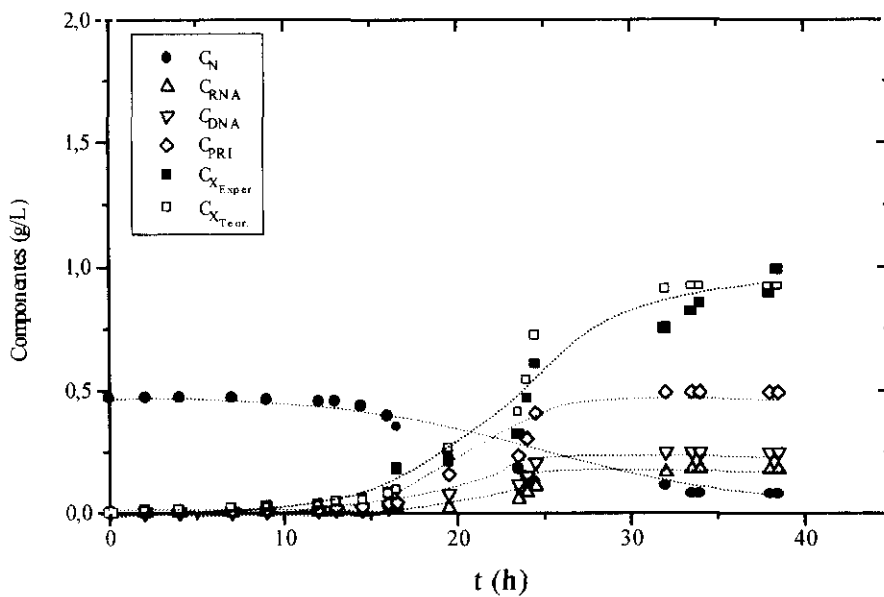 2,0
1,5
1,0
0,5
0,0
Componentes (g/L)
C_N
C_RNA
C_DNA
C_PRI
C_X_Exper
C_X_Teor.
0
10
20
30
40
t (h)